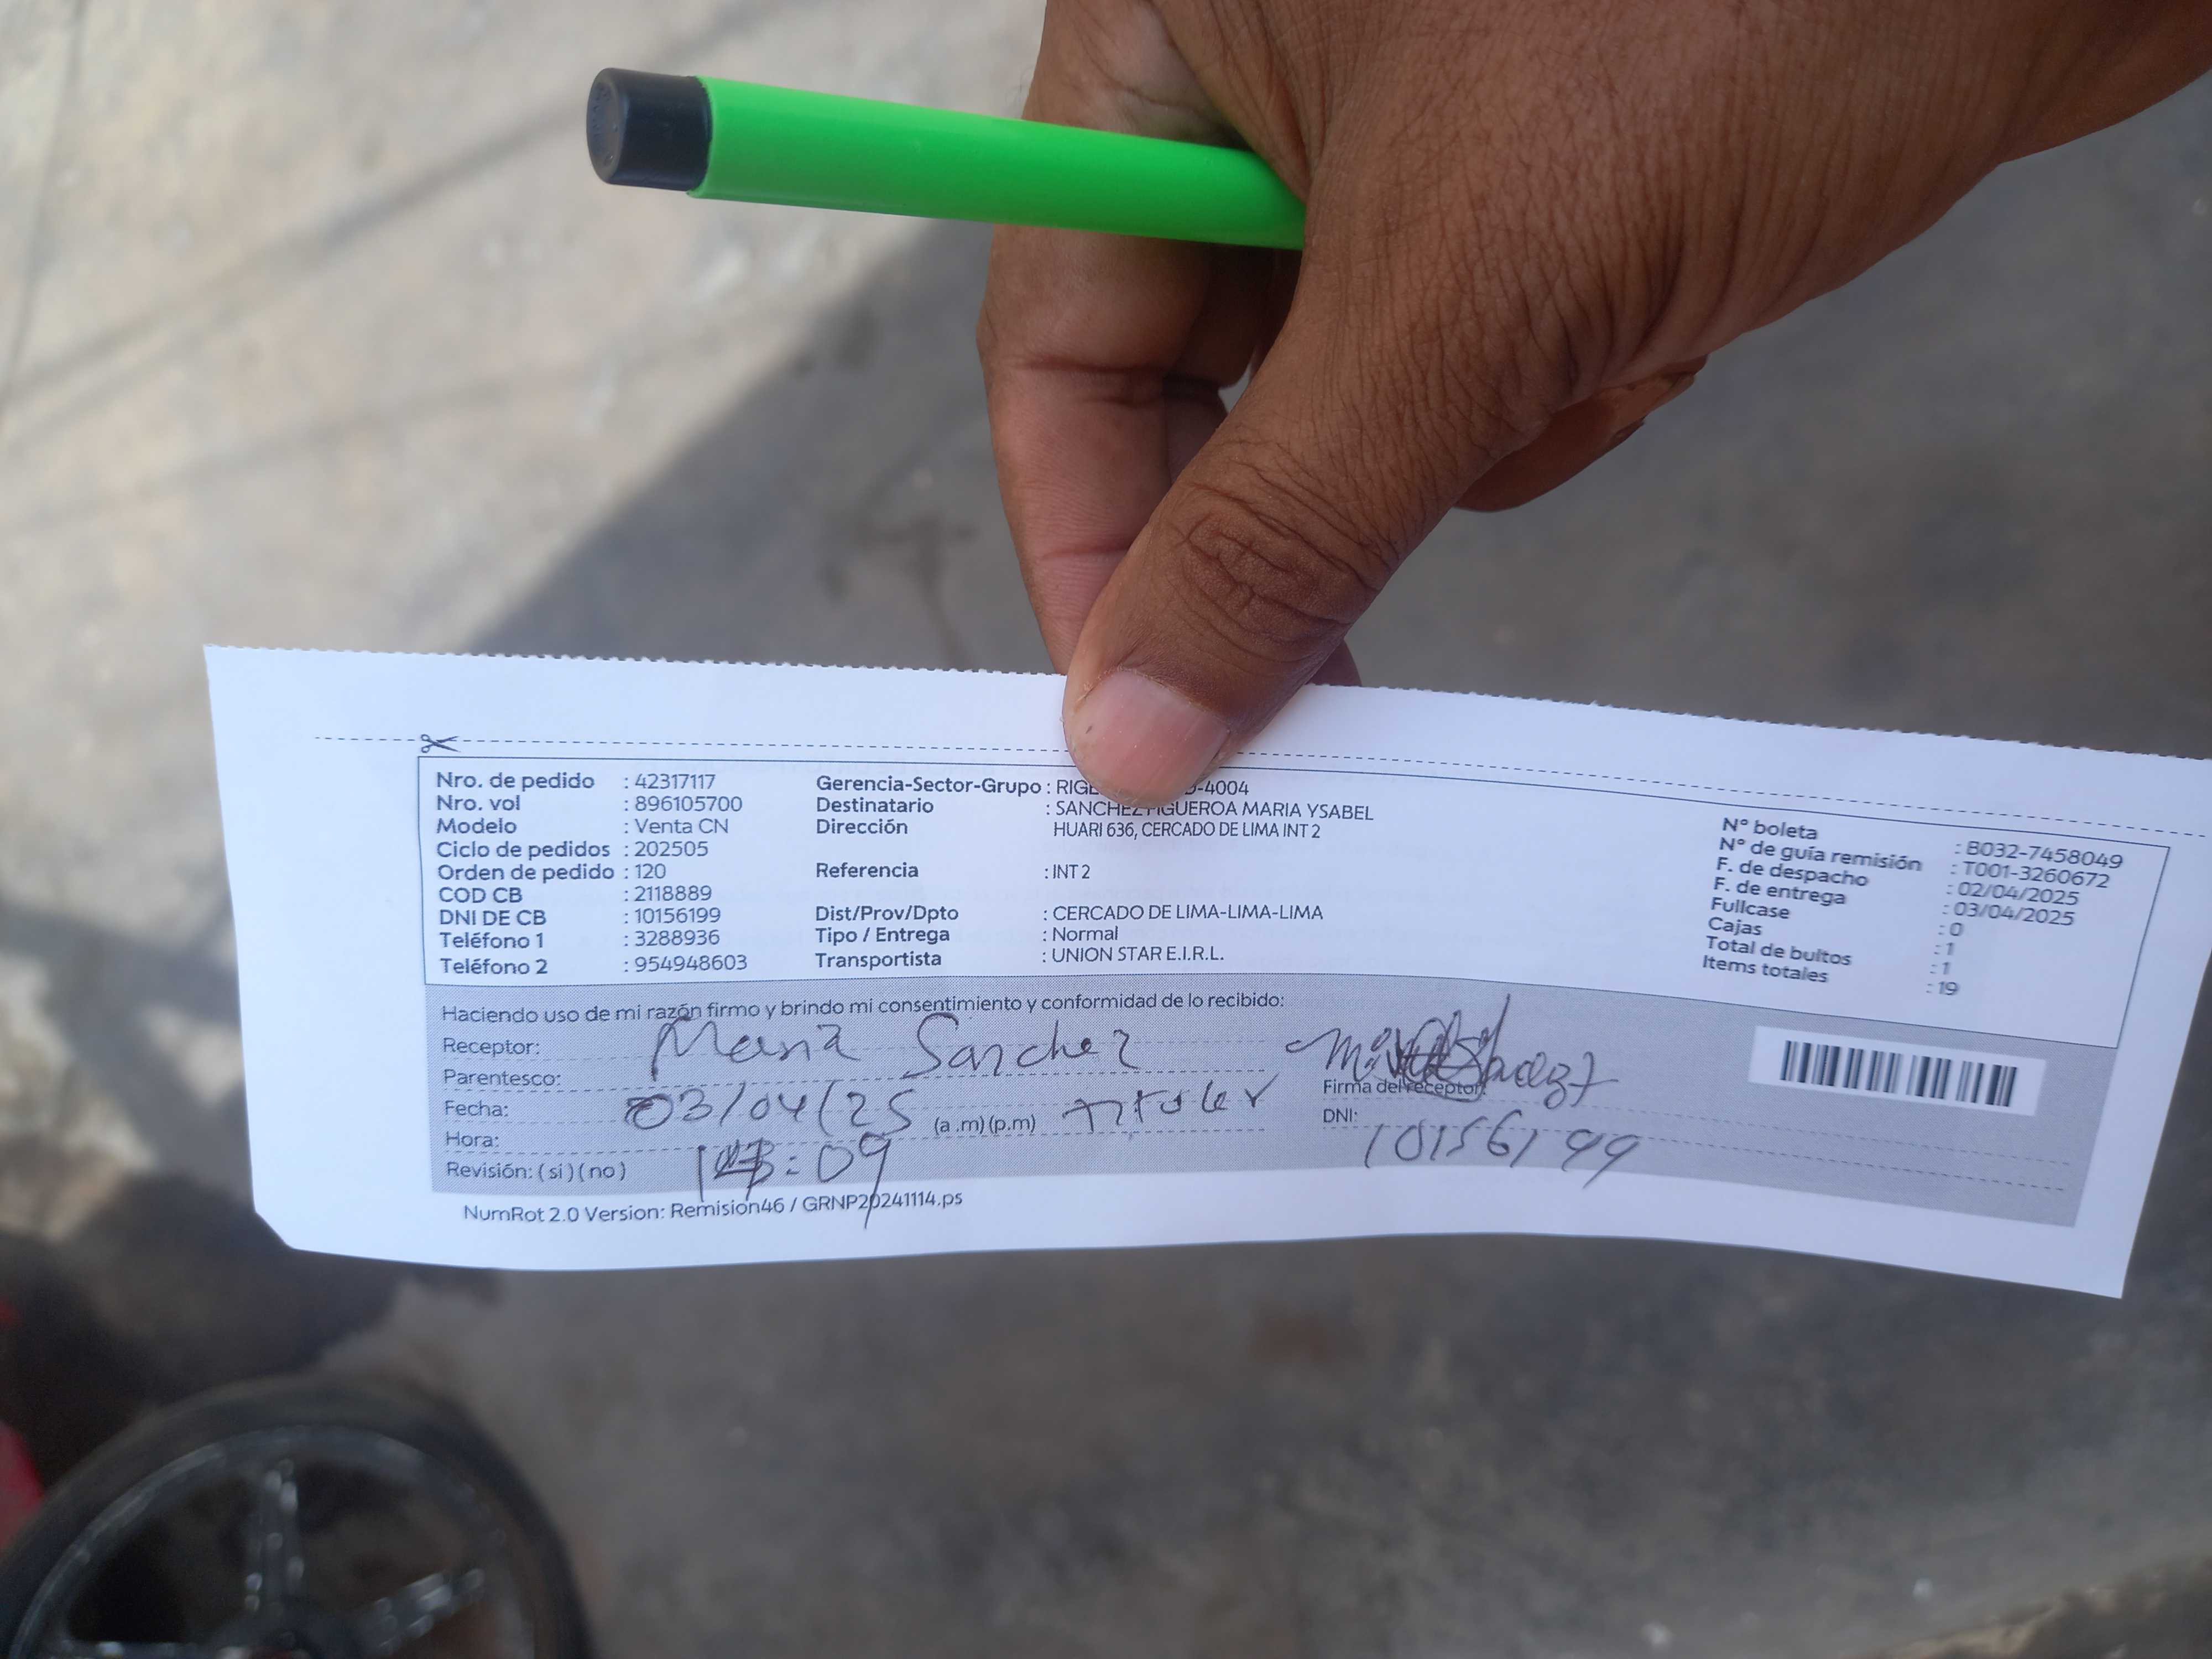 Nro. de pedido : 42317117
Nro. vol : 896105700
Modelo : Venta CN
Ciclo de pedidos : 202505
Orden de pedido : 120
COD CB : 2118889
DNI DE CB : 10156199
Teléfono 1 : 3288936
Teléfono 2 : 954948603
Gerencia-Sector-Grupo : -4004
Destinatario : SANCHEZ FIGUEROA MARIA YSABEL
Dirección HUARI 636, CERCADO DE LIMA INT 2
Referencia : INT 2
Dist/Prov/Dpto : CERCADO DE LIMA-LIMA-LIMA
Tipo / Entrega : Normal
Transportista : UNION STAR E.I.R.L.
N° boleta : B032-7458049
N° de guía remisión : T001-3260672
F. de despacho : 02/04/2025
F. de entrega : 03/04/2025
Fullcase : 0
Cajas : 1
Total de bultos : 1
Items totales : 19
Haciendo uso de mi razón firmo y brindo mi consentimiento y conformidad de lo recibido:
Receptor: Maria Sanchez
Parentesco:
Fecha: 03/04/25 (a .m) (p.m) titular
Hora: :09
Revisión: ( si ) ( no )
Firma del receptor:
DNI: 10156199
NumRot 2.0 Version: Remision46 / GRNP20241114.ps